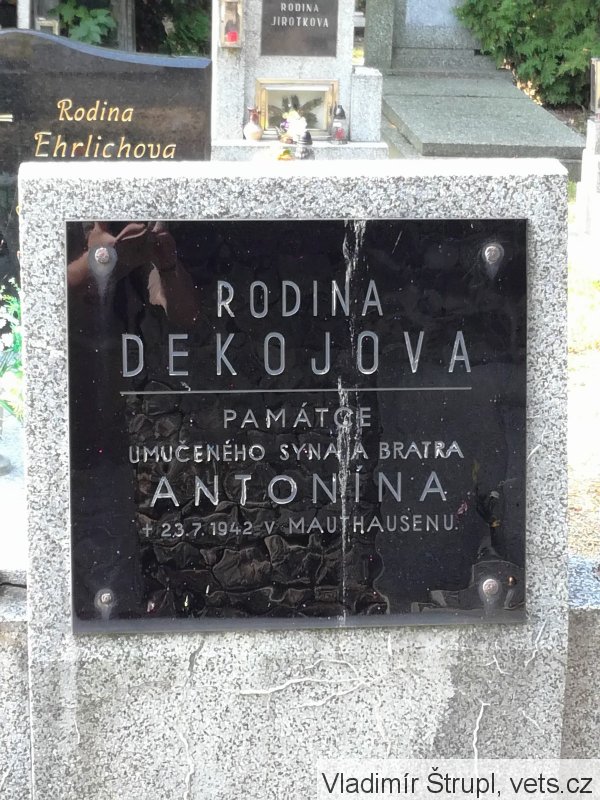 RODINA
JIROTKOVA
Rodina
Ehrlichova
RODINA
DEKOJOVA
PAMÁTCE
UMUČENÉHO SYNA A BRATRA
ANTONÍNA
+ 23.7.1942 V MAUTHAUSENU.
Vladimír Štrupl, vets.cz